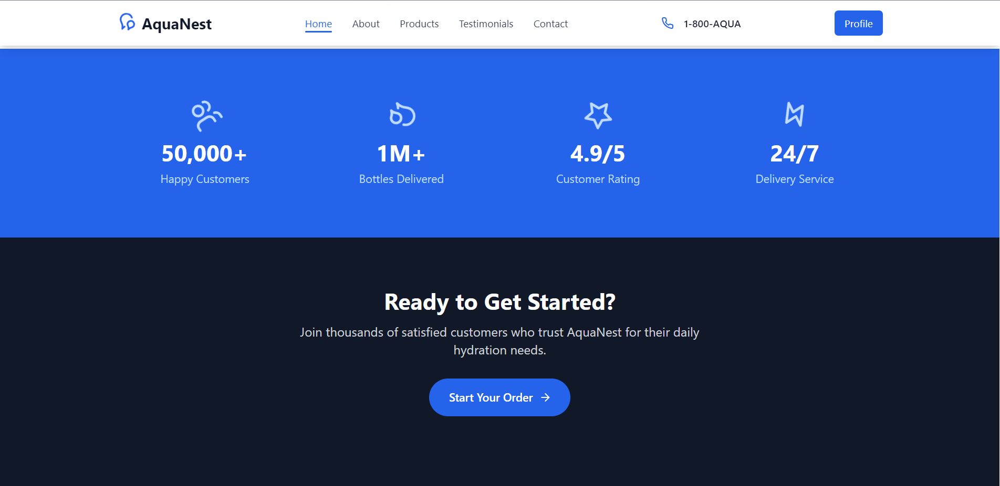 AquaNest
Home
About
Products
Testimonials
Contact
1-800-AQUA
Profile
50,000+
Happy Customers
1M+
Bottles Delivered
4.9/5
Customer Rating
24/7
Delivery Service
Ready to Get Started?
Join thousands of satisfied customers who trust AquaNest for their daily
hydration needs.
Start Your Order